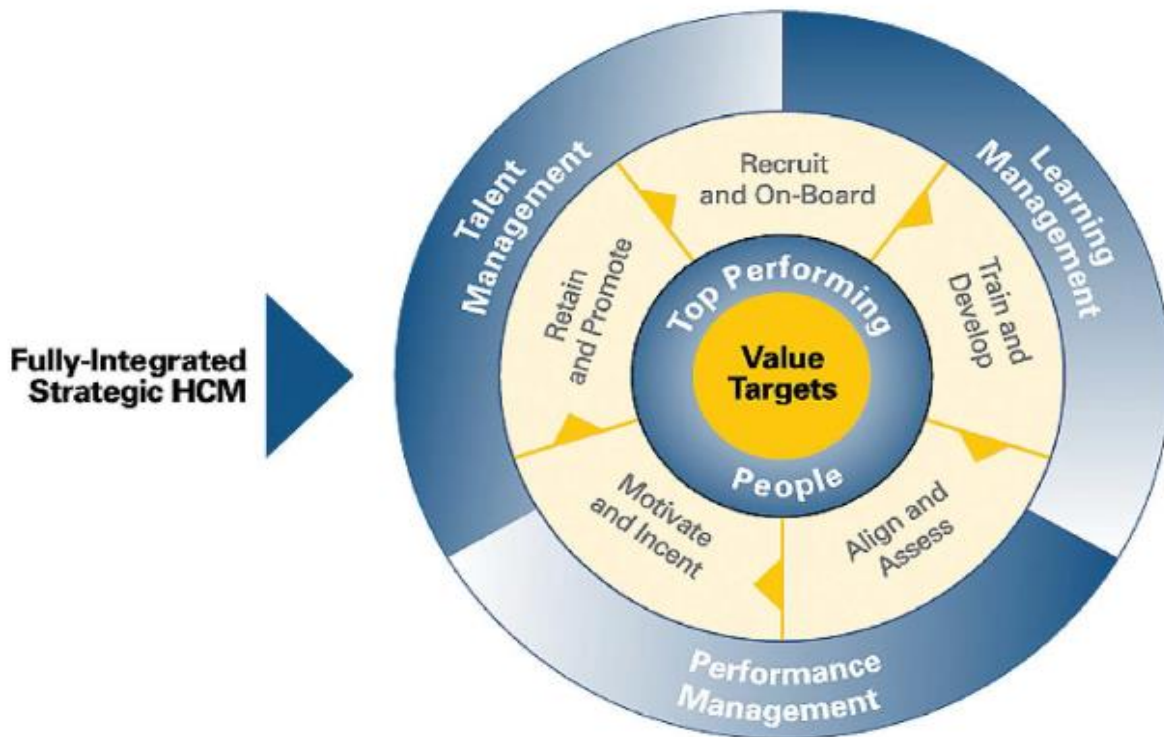 Fully-Integrated
Strategic HCM
Talent
Management
Learning
Management
Performance
Management
Recruit
and On-Board
Train and
Develop
Align and
Assess
Motivate
and Incent
Retain
and Promote
Top Performing
People
Value
Targets